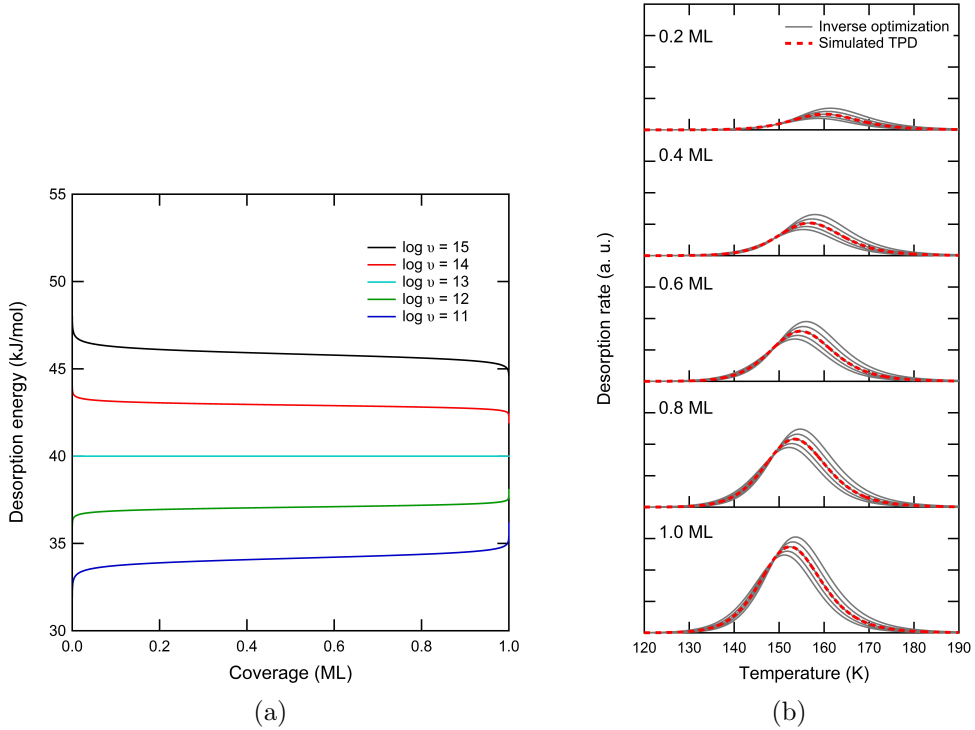 55
50
45
40
35
30
Desorption energy (kJ/mol)
log υ = 15
log υ = 14
log υ = 13
log υ = 12
log υ = 11
0.0
0.2
0.4
0.6
0.8
1.0
Coverage (ML)
(a)
Inverse optimization
Simulated TPD
0.2 ML
0.4 ML
0.6 ML
0.8 ML
1.0 ML
Desorption rate (a. u.)
120
130
140
150
160
170
180
190
Temperature (K)
(b)